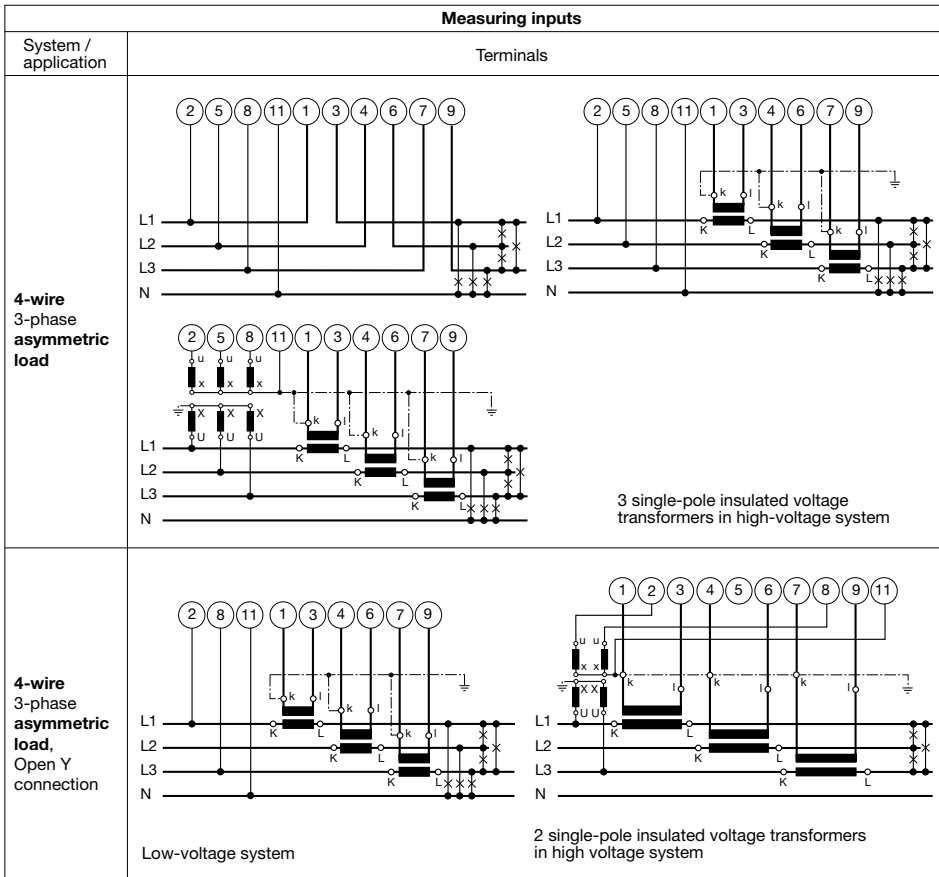 Measuring inputs
System /
application
Terminals
4-wire
3-phase
asymmetric
load
2 5 8 11 1 3 4 6 7 9
k l
k l
k l
L1
K L
L2
K L
L3
K L
N
2 5 8 11 1 3 4 6 7 9
L1
L2
L3
N
2 5 8 11 1 3 4 6 7 9
u u u
x x x
X X X
U U U
k l
k l
k l
L1
K L
L2
K L
L3
K L
N
3 single-pole insulated voltage
transformers in high-voltage system
4-wire
3-phase
asymmetric
load,
Open Y
connection
2 8 11 1 3 4 6 7 9
k l
k l
k l
L1
K L
L2
K L
L3
K L
N
Low-voltage system
1 2 3 4 5 6 7 8 9 11
u u
x x
X X
U U
k l
k l
k l
L1
K L
L2
K L
L3
K L
N
2 single-pole insulated voltage transformers
in high voltage system